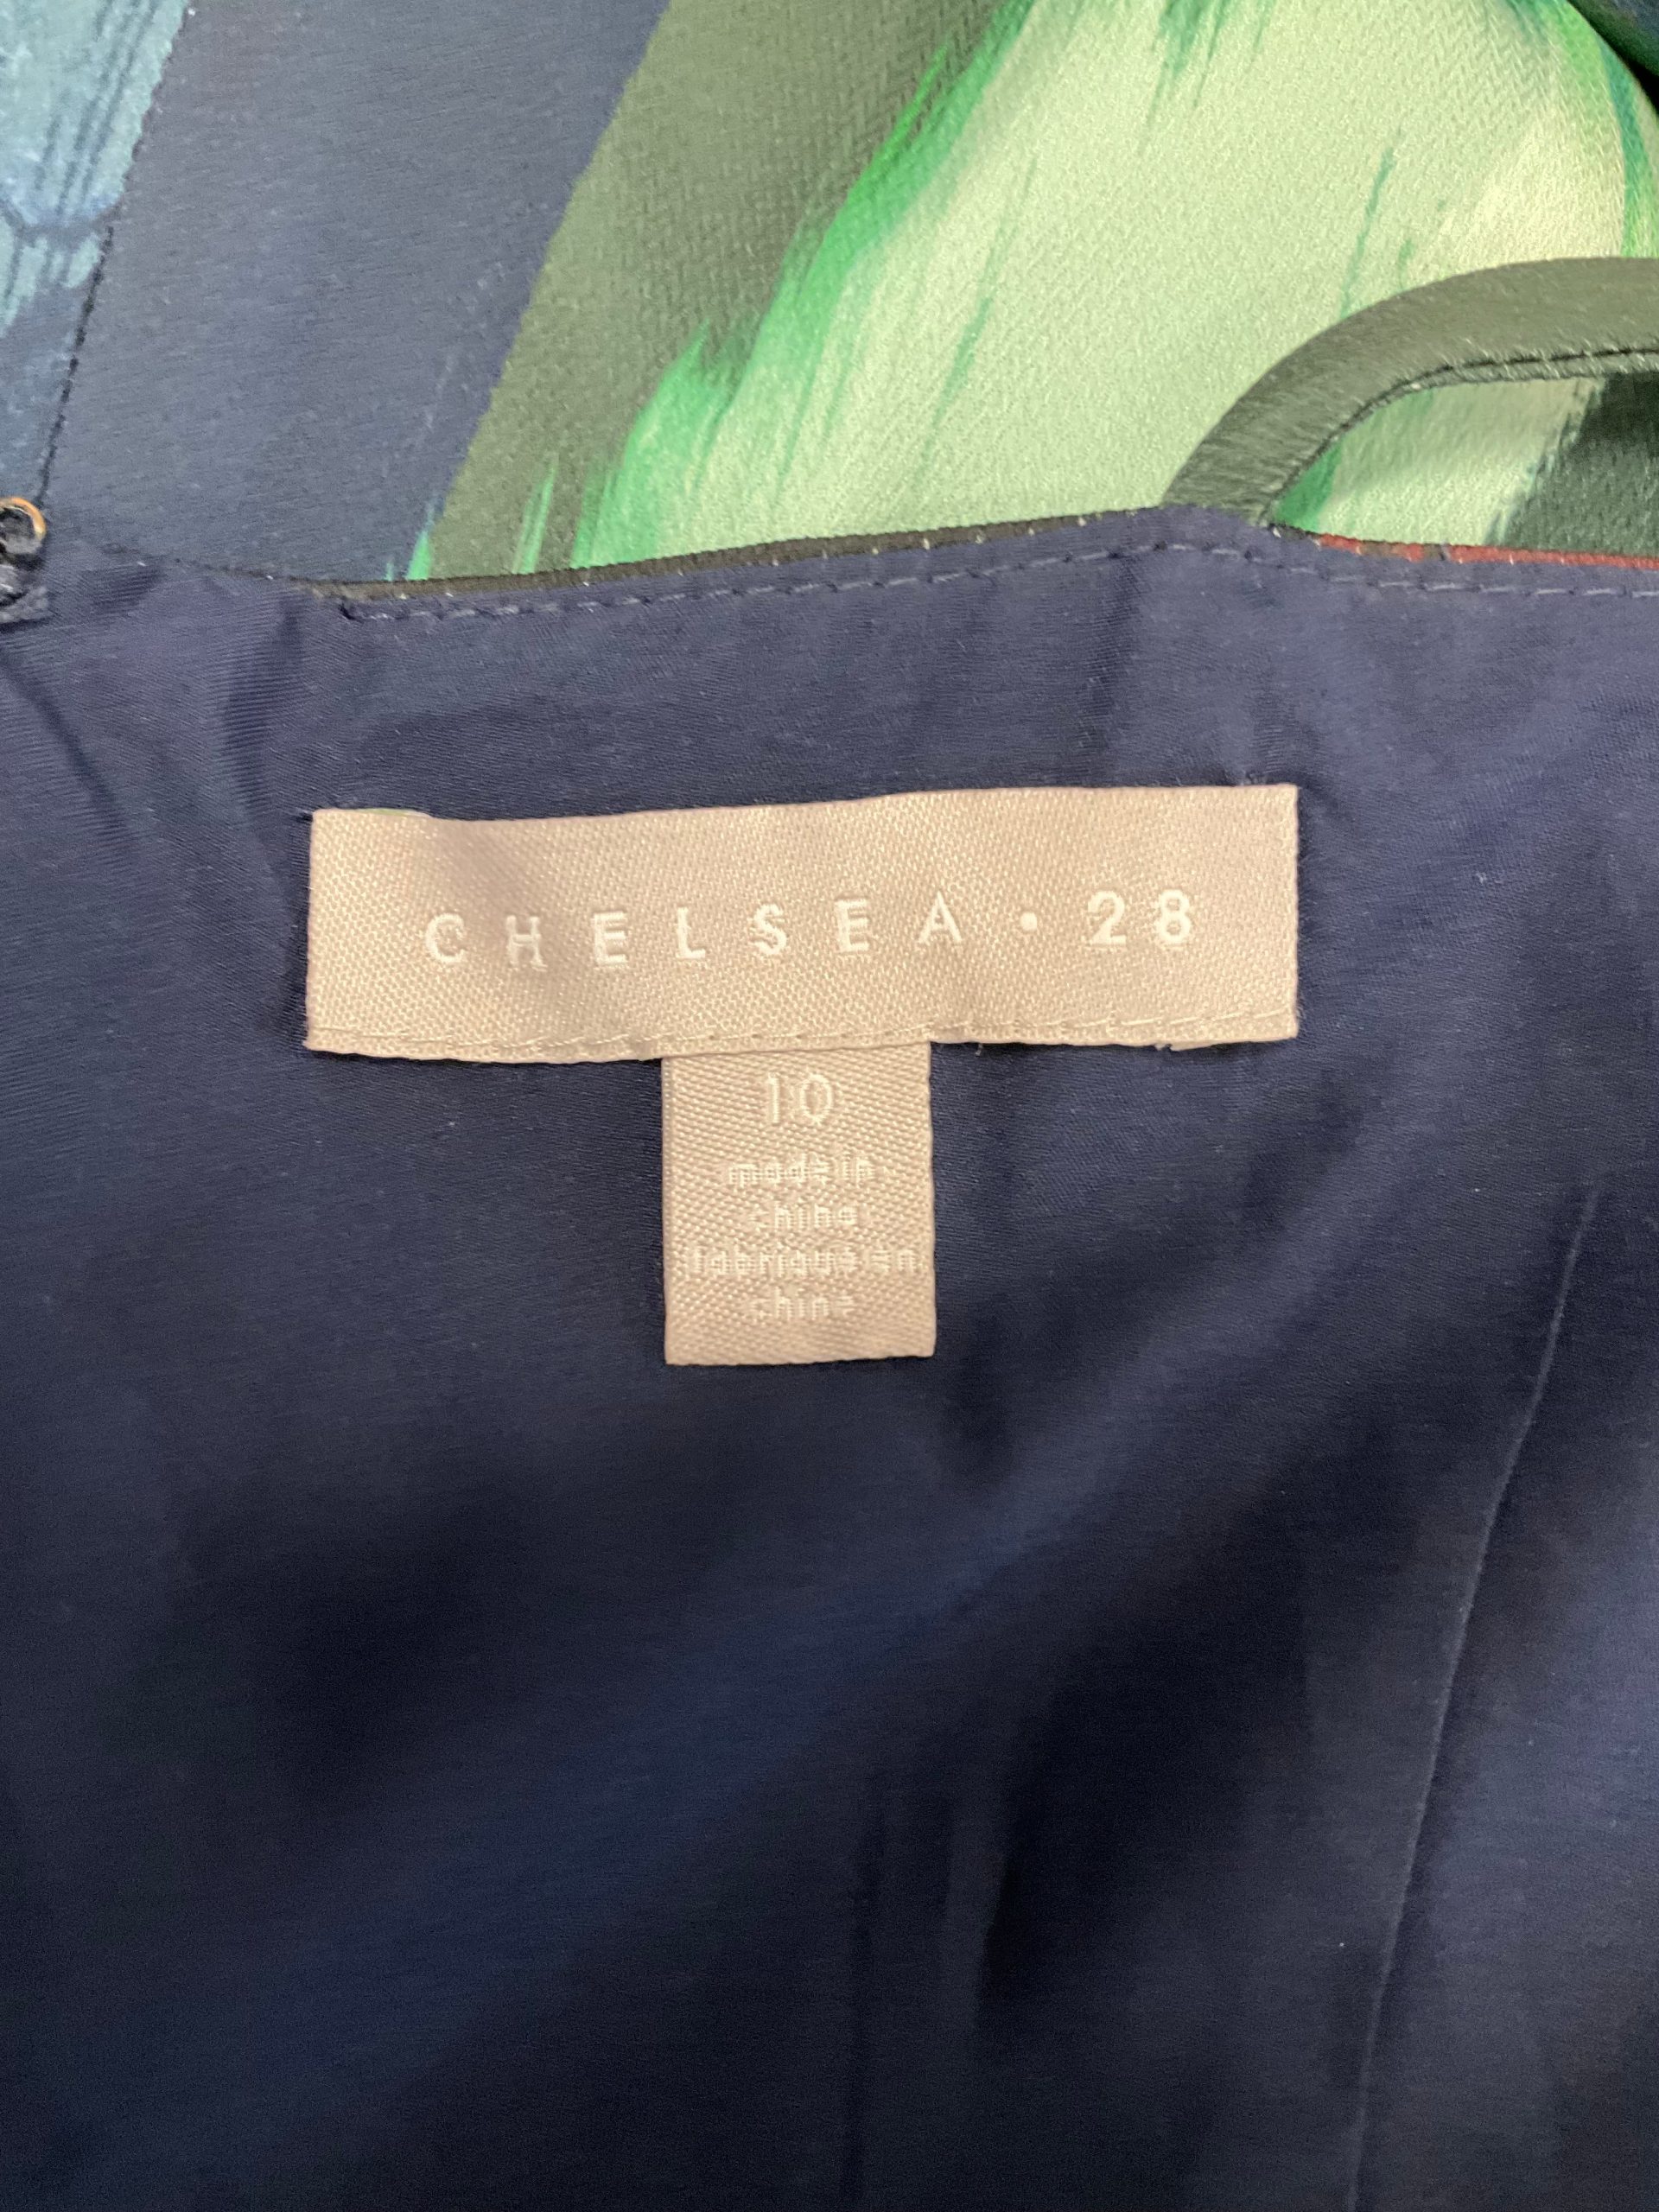 CHELSEA • 28
10
made in
china
fabriqué en
chine